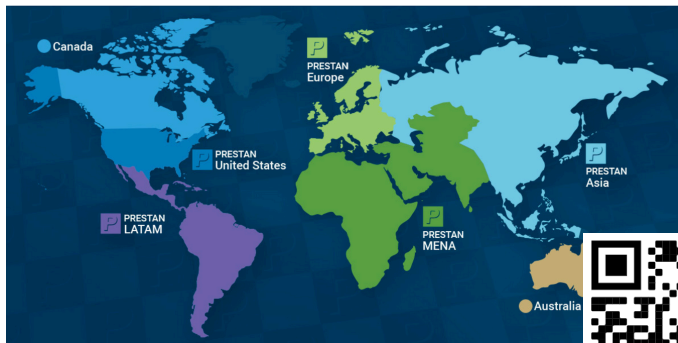 Canada
PRESTAN
Europe
PRESTAN
United States
PRESTAN
Asia
PRESTAN
LATAM
PRESTAN
MENA
Australia